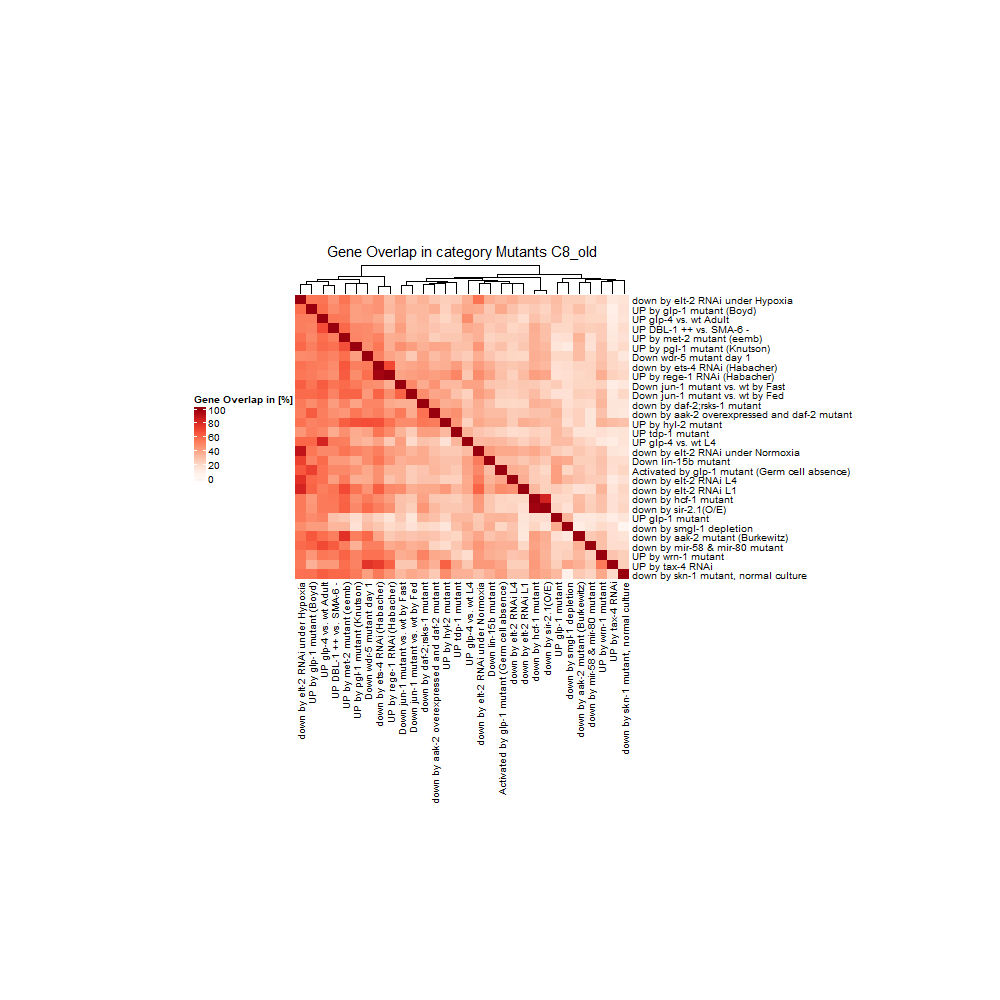 Gene Overlap in category Mutants C8_old
down by elt-2 RNAi under Hypoxia
UP by glp-1 mutant (Boyd)
UP glp-4 vs. wt Adult
UP DBL-1 ++ vs. SMA-6 -
UP by met-2 mutant (eemb)
UP by pgl-1 mutant (Knutson)
Down wdr-5 mutant day 1
down by ets-4 RNAi (Habacher)
UP by rege-1 RNAi (Habacher)
Down jun-1 mutant vs. wt by Fast
Down jun-1 mutant vs. wt by Fed
down by daf-2;rsks-1 mutant
down by aak-2 overexpressed and daf-2 mutant
UP by hyl-2 mutant
UP tdp-1 mutant
UP glp-4 vs. wt L4
down by elt-2 RNAi under Normoxia
Down lin-15b mutant
Activated by glp-1 mutant (Germ cell absence)
down by elt-2 RNAi L4
down by elt-2 RNAi L1
down by hcf-1 mutant
down by sir-2.1(O/E)
UP glp-1 mutant
down by smgl-1 depletion
down by aak-2 mutant (Burkewitz)
down by mir-58 & mir-80 mutant
UP by wrn-1 mutant
UP by tax-4 RNAi
down by skn-1 mutant, normal culture
Gene Overlap in [%]
100
80
60
40
20
0
down by elt-2 RNAi under Hypoxia
UP by glp-1 mutant (Boyd)
UP glp-4 vs. wt Adult
UP DBL-1 ++ vs. SMA-6 -
UP by met-2 mutant (eemb)
UP by pgl-1 mutant (Knutson)
Down wdr-5 mutant day 1
down by ets-4 RNAi (Habacher)
UP by rege-1 RNAi (Habacher)
Down jun-1 mutant vs. wt by Fast
Down jun-1 mutant vs. wt by Fed
down by daf-2;rsks-1 mutant
down by aak-2 overexpressed and daf-2 mutant
UP by hyl-2 mutant
UP tdp-1 mutant
UP glp-4 vs. wt L4
down by elt-2 RNAi under Normoxia
Down lin-15b mutant
Activated by glp-1 mutant (Germ cell absence)
down by elt-2 RNAi L4
down by elt-2 RNAi L1
down by hcf-1 mutant
down by sir-2.1(O/E)
UP glp-1 mutant
down by smgl-1 depletion
down by aak-2 mutant (Burkewitz)
down by mir-58 & mir-80 mutant
UP by wrn-1 mutant
UP by tax-4 RNAi
down by skn-1 mutant, normal culture